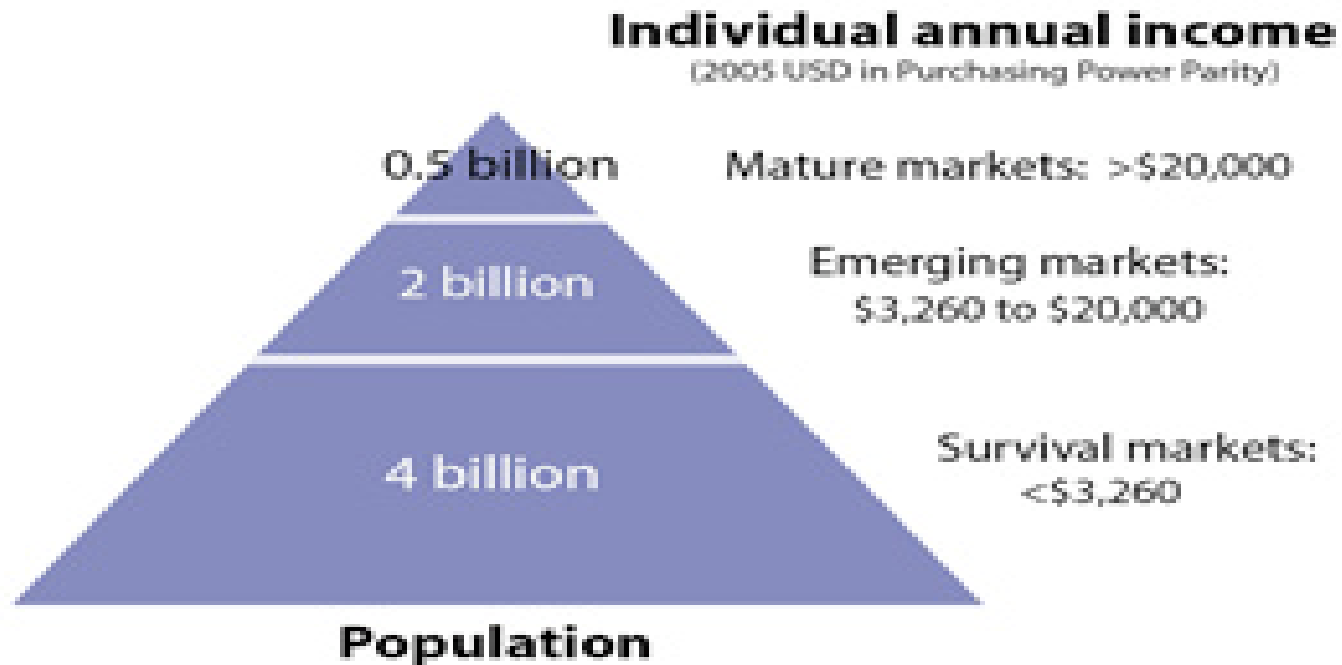 Individual annual income
(2005 USD in Purchasing Power Parity)
0.5 billion
Mature markets: >$20,000
2 billion
Emerging markets:
$3,260 to $20,000
4 billion
Survival markets:
<$3,260
Population